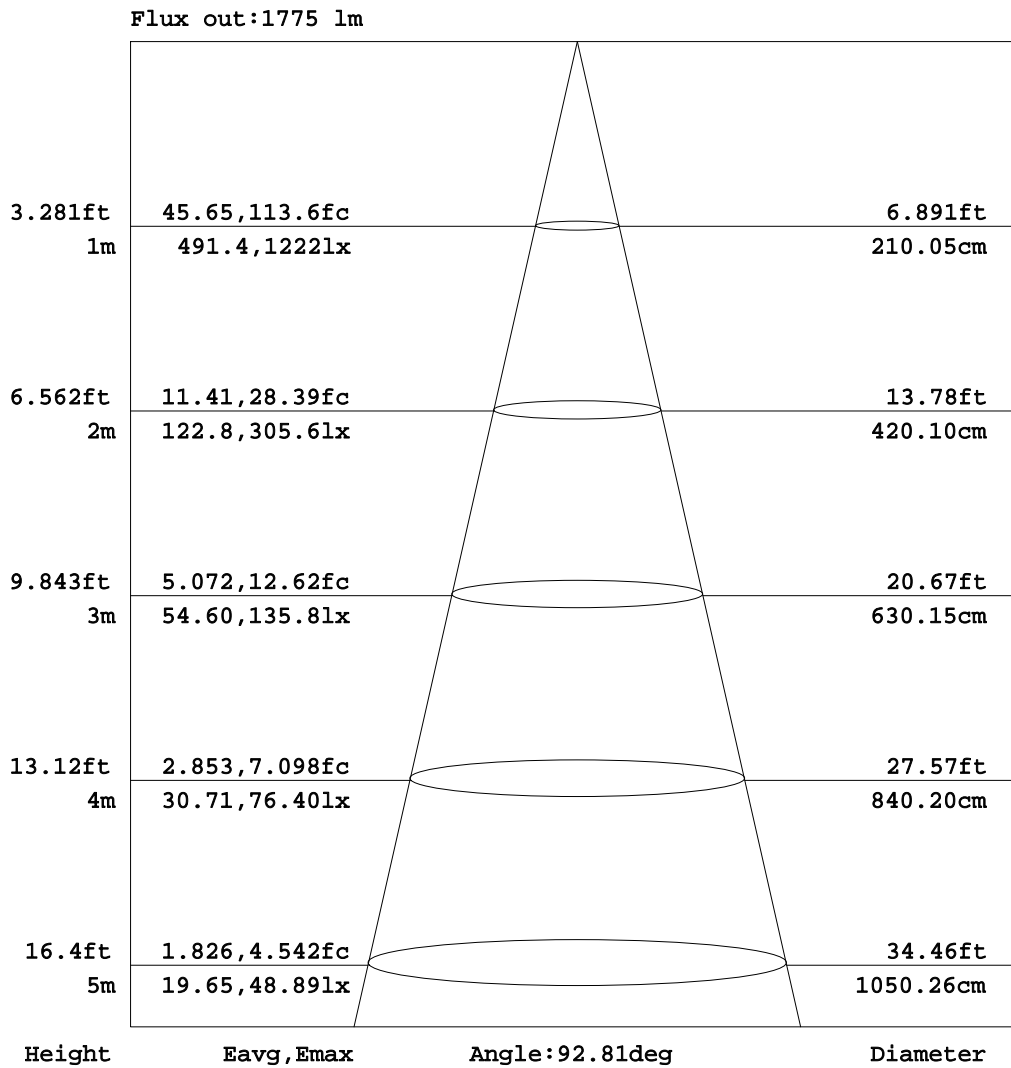 Flux out:1775 lm
3.281ft 45.65,113.6fc 6.891ft
1m 491.4,1222lx 210.05cm
6.562ft 11.41,28.39fc 13.78ft
2m 122.8,305.6lx 420.10cm
9.843ft 5.072,12.62fc 20.67ft
3m 54.60,135.8lx 630.15cm
13.12ft 2.853,7.098fc 27.57ft
4m 30.71,76.40lx 840.20cm
16.4ft 1.826,4.542fc 34.46ft
5m 19.65,48.89lx 1050.26cm
Height Eavg,Emax Angle:92.81deg Diameter